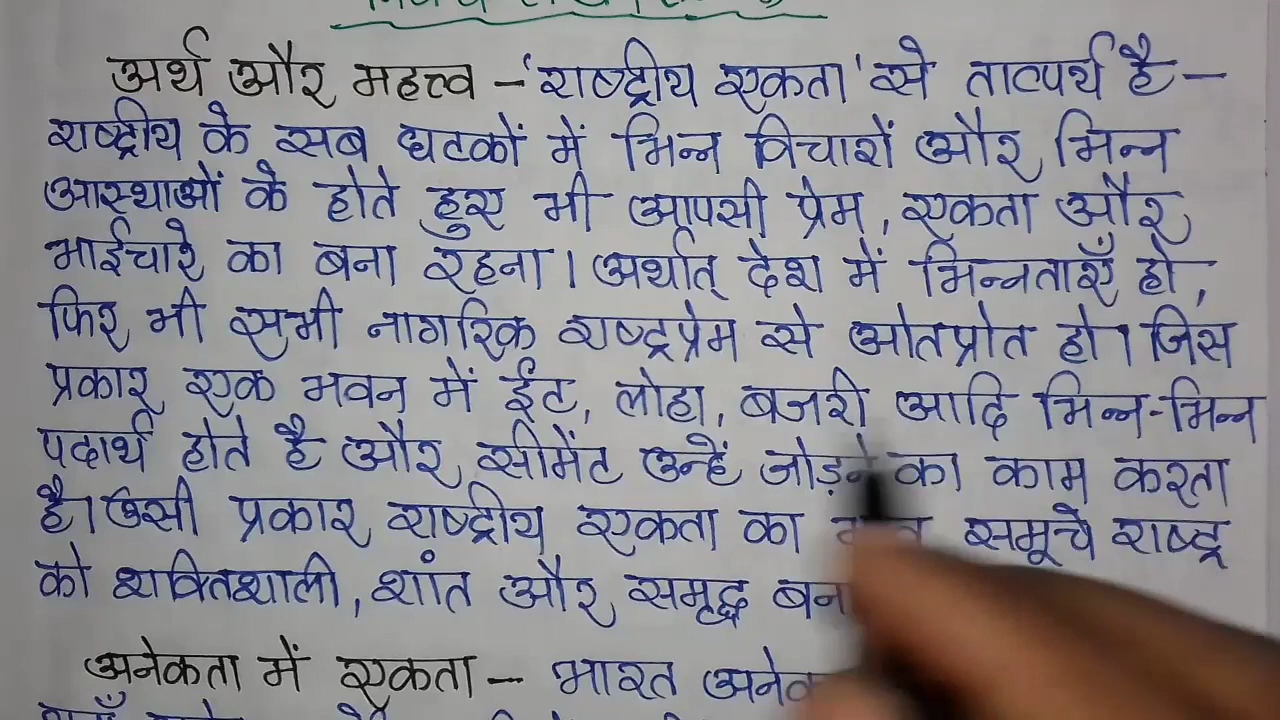 अर्थ और महत्त्व – 'राष्ट्रीय एकता' से तात्पर्य है –
राष्ट्रीय के सब घटकों में भिन्न विचारों और भिन्न
आस्थाओं के होते हुए भी आपसी प्रेम, एकता और
भाईचारे का बना रहना। अर्थात् देश में भिन्नताएँ हो,
फिर भी सभी नागरिक राष्ट्रप्रेम से ओतप्रोत हो। जिस
प्रकार एक भवन में ईंट, लोहा, बजरी आदि भिन्न-भिन्न
पदार्थ होते है और सीमेंट उन्हें जोड़ने का काम करता
है। उसी प्रकार राष्ट्रीय एकता का समूचे राष्ट्र
को शक्तिशाली, शांत और समृद्ध
अनेकता में एकता – भारत